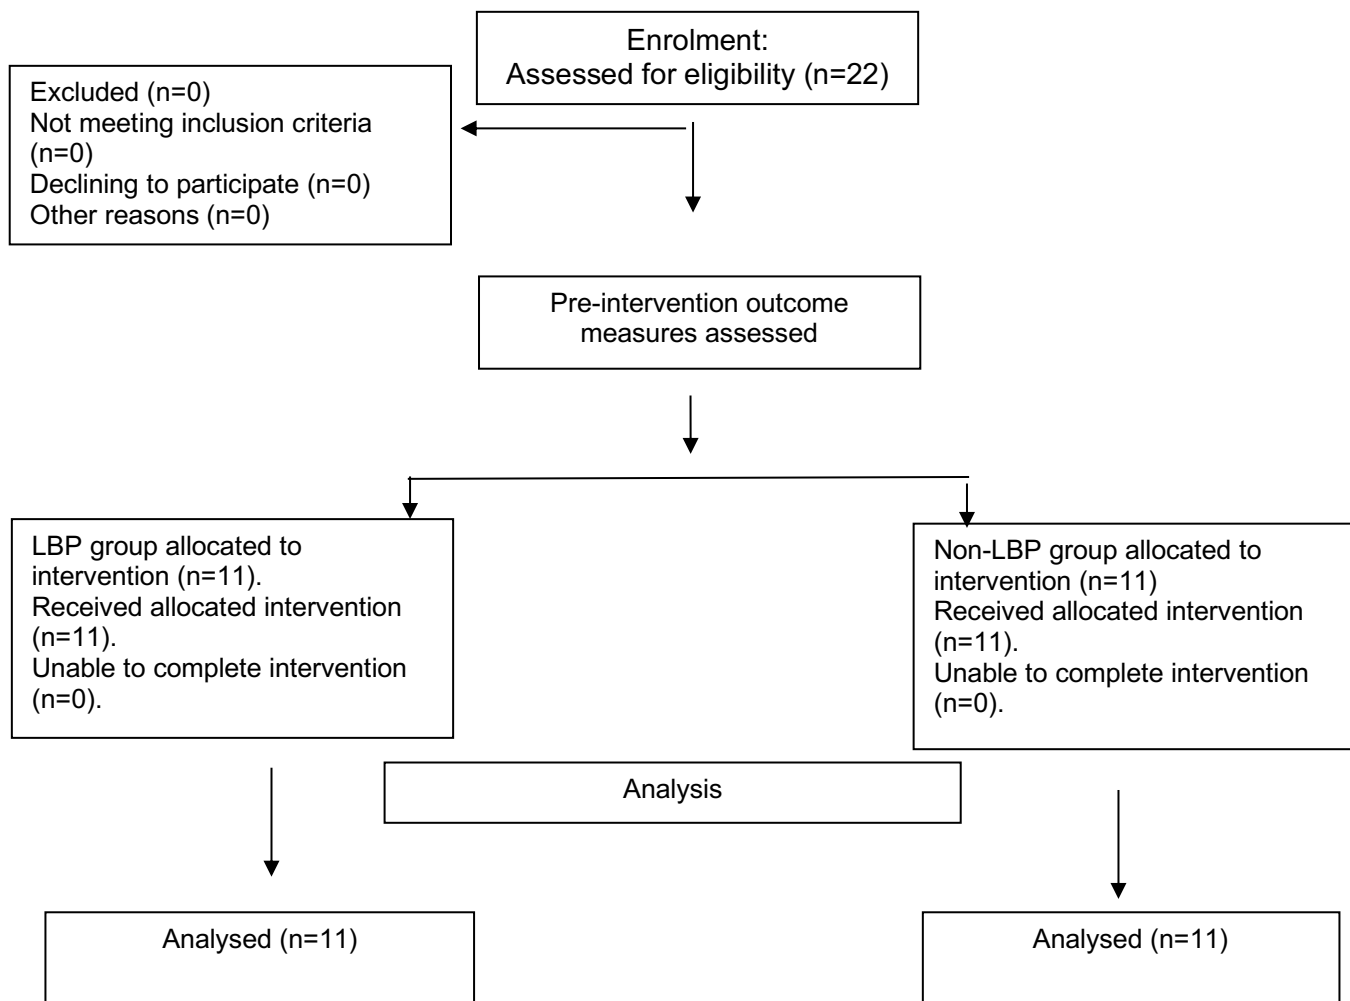 Enrolment:
Assessed for eligibility (n=22)
Excluded (n=0)
Not meeting inclusion criteria
(n=0)
Declining to participate (n=0)
Other reasons (n=0)
Pre-intervention outcome
measures assessed
LBP group allocated to
intervention (n=11).
Received allocated intervention
(n=11).
Unable to complete intervention
(n=0).
Non-LBP group allocated to
intervention (n=11)
Received allocated intervention
(n=11).
Unable to complete intervention
(n=0).
Analysis
Analysed (n=11)
Analysed (n=11)